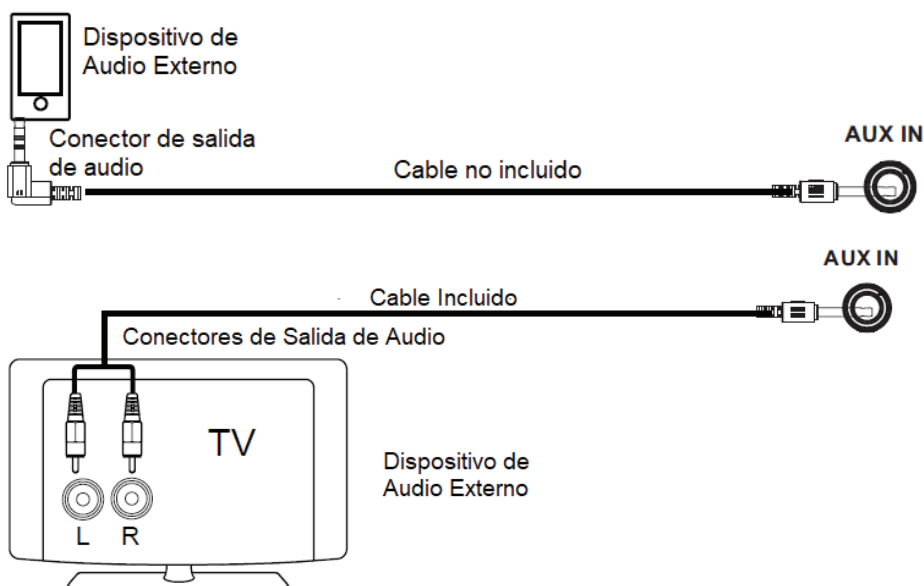 Dispositivo de
Audio Externo
Conector de salida
de audio
Cable no incluido
AUX IN
AUX IN
Cable Incluido
Conectores de Salida de Audio
TV
Dispositivo de
Audio Externo
L R